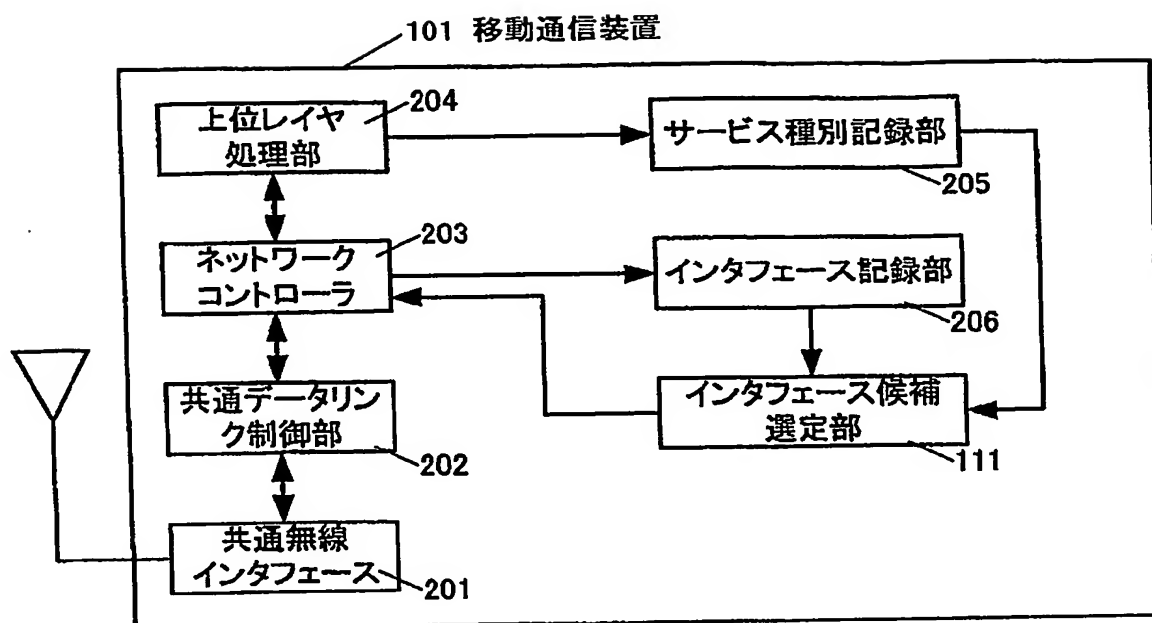 101 移動通信装置
上位レイヤ
処理部
204
サービス種別記録部
205
ネットワーク
コントローラ
203
インタフェース記録部
206
共通データリン
ク制御部
202
インタフェース候補
選定部
111
共通無線
インタフェース
201